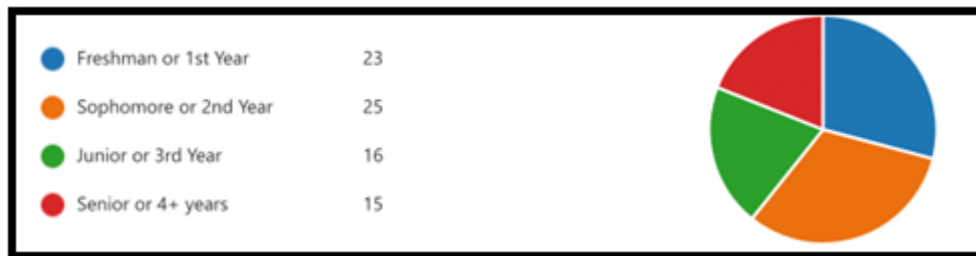 Freshman or 1st Year 23
Sophomore or 2nd Year 25
Junior or 3rd Year 16
Senior or 4+ years 15